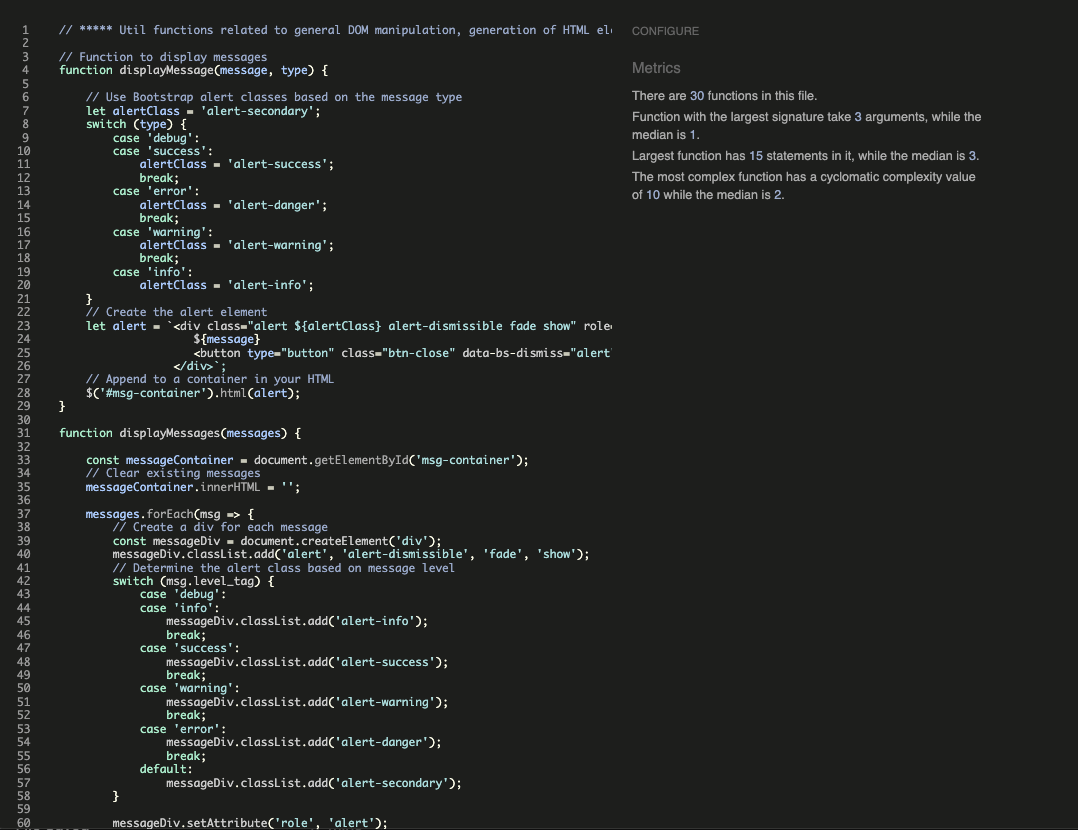 1 // ***** Util functions related to general DOM manipulation, generation of HTML
2
3 // Function to display messages
4 function displayMessage(message, type) {
5
6 // Use Bootstrap alert classes based on the message type
7 let alertClass = 'alert-secondary';
8 switch (type) {
9 case 'debug':
10 case 'success':
11 alertClass = 'alert-success';
12 break;
13 case 'error':
14 alertClass = 'alert-danger';
15 break;
16 case 'warning':
17 alertClass = 'alert-warning';
18 break;
19 case 'info':
20 alertClass = 'alert-info';
21 }
22 // Create the alert element
23 let alert = `<div class="alert ${alertClass} alert-dismissible fade show" role
24 ${message}
25 <button type="button" class="btn-close" data-bs-dismiss="alert
26 </div>`;
27 // Append to a container in your HTML
28 $('#msg-container').html(alert);
29 }
30
31 function displayMessages(messages) {
32
33 const messageContainer = document.getElementById('msg-container');
34 // Clear existing messages
35 messageContainer.innerHTML = '';
36
37 messages.forEach(msg => {
38 // Create a div for each message
39 const messageDiv = document.createElement('div');
40 messageDiv.classList.add('alert', 'alert-dismissible', 'fade', 'show');
41 // Determine the alert class based on message level
42 switch (msg.level_tag) {
43 case 'debug':
44 case 'info':
45 messageDiv.classList.add('alert-info');
46 break;
47 case 'success':
48 messageDiv.classList.add('alert-success');
49 break;
50 case 'warning':
51 messageDiv.classList.add('alert-warning');
52 break;
53 case 'error':
54 messageDiv.classList.add('alert-danger');
55 break;
56 default:
57 messageDiv.classList.add('alert-secondary');
58 }
59
60 messageDiv.setAttribute('role', 'alert');
CONFIGURE
Metrics
There are 30 functions in this file.
Function with the largest signature take 3 arguments, while the
median is 1.
Largest function has 15 statements in it, while the median is 3.
The most complex function has a cyclomatic complexity value
of 10 while the median is 2.